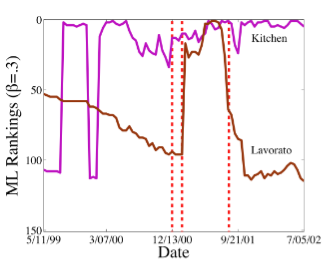 ML Rankings (β=.3)
0
50
100
150
Kitchen
Lavorato
5/11/99 3/07/00 12/13/00 9/21/01 7/05/02
Date